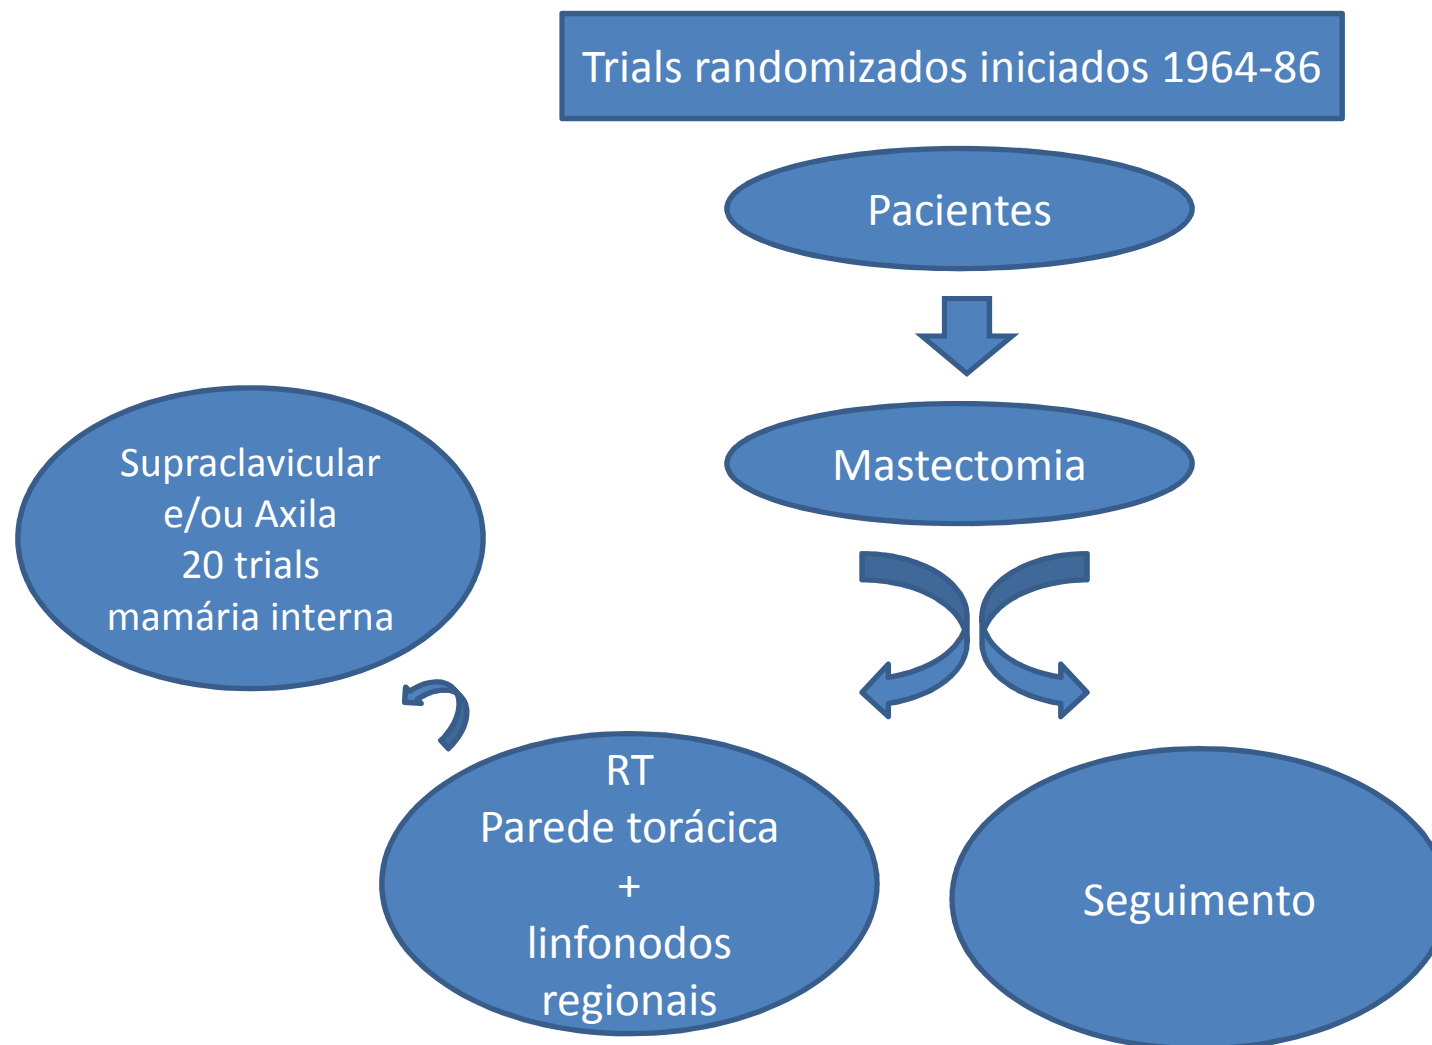 Trials randomizados iniciados 1964-86
Pacientes
Mastectomia
Supraclavicular
e/ou Axila
20 trials
mamária interna
RT
Parede torácica
+
linfonodos
regionais
Seguimento